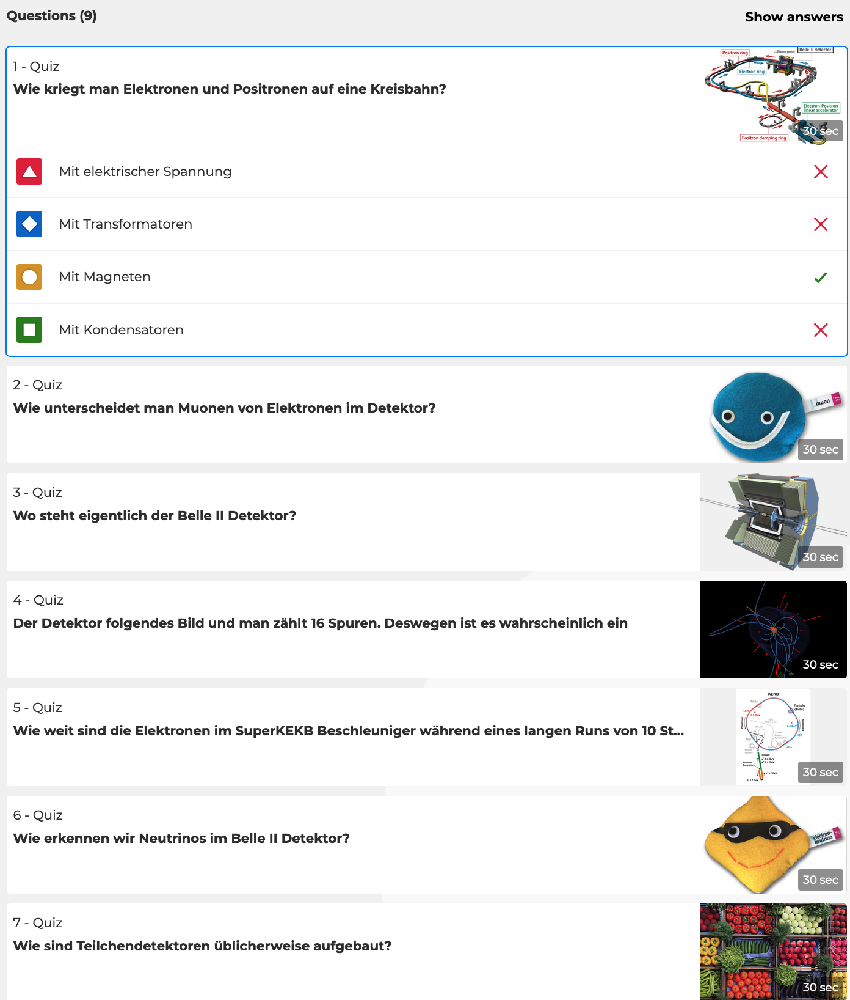 Questions (9)
Show answers
1 - Quiz
Wie kriegt man Elektronen und Positronen auf eine Kreisbahn?
Positron ring
collision point
Belle II detector
Electron ring
Electron-Positron
linear accelerator
Positron damping ring
30 sec
Mit elektrischer Spannung
Mit Transformatoren
Mit Magneten
Mit Kondensatoren
2 - Quiz
Wie unterscheidet man Muonen von Elektronen im Detektor?
muon
30 sec
3 - Quiz
Wo steht eigentlich der Belle II Detektor?
30 sec
4 - Quiz
Der Detektor folgendes Bild und man zählt 16 Spuren. Deswegen ist es wahrscheinlich ein
30 sec
5 - Quiz
Wie weit sind die Elektronen im SuperKEKB Beschleuniger während eines langen Runs von 10 St...
KEKB
Tsukuba
(Belle)
LER
HER
Positrons
Electrons
LINAC
Positron
Generator
30 sec
6 - Quiz
Wie erkennen wir Neutrinos im Belle II Detektor?
electron-
neutrino
30 sec
7 - Quiz
Wie sind Teilchendetektoren üblicherweise aufgebaut?
30 sec